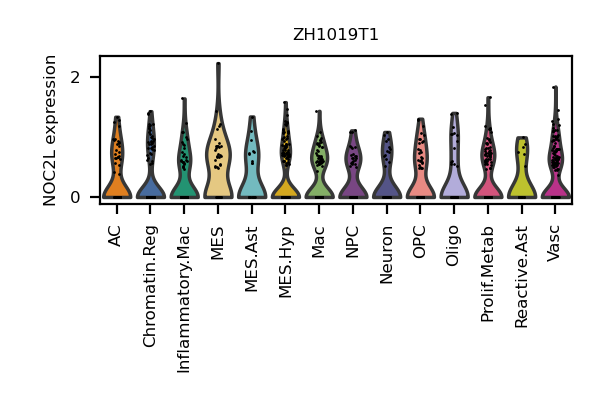 ZH1019T1
NOC2L expression
2
0
AC
Chromatin.Reg
Inflammatory.Mac
MES
MES.Ast
MES.Hyp
Mac
NPC
Neuron
OPC
Oligo
Prolif.Metab
Reactive.Ast
Vasc